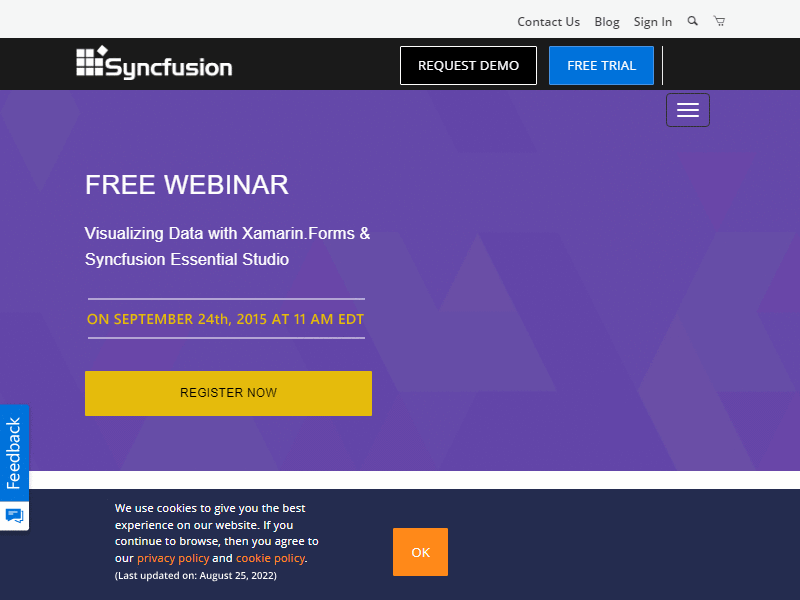 Contact Us Blog Sign In
Syncfusion
REQUEST DEMO FREE TRIAL
FREE WEBINAR
Visualizing Data with Xamarin.Forms &
Syncfusion Essential Studio
ON SEPTEMBER 24th, 2015 AT 11 AM EDT
REGISTER NOW
Feedback
We use cookies to give you the best
experience on our website. If you
continue to browse, then you agree to
our privacy policy and cookie policy.
(Last updated on: August 25, 2022)
OK